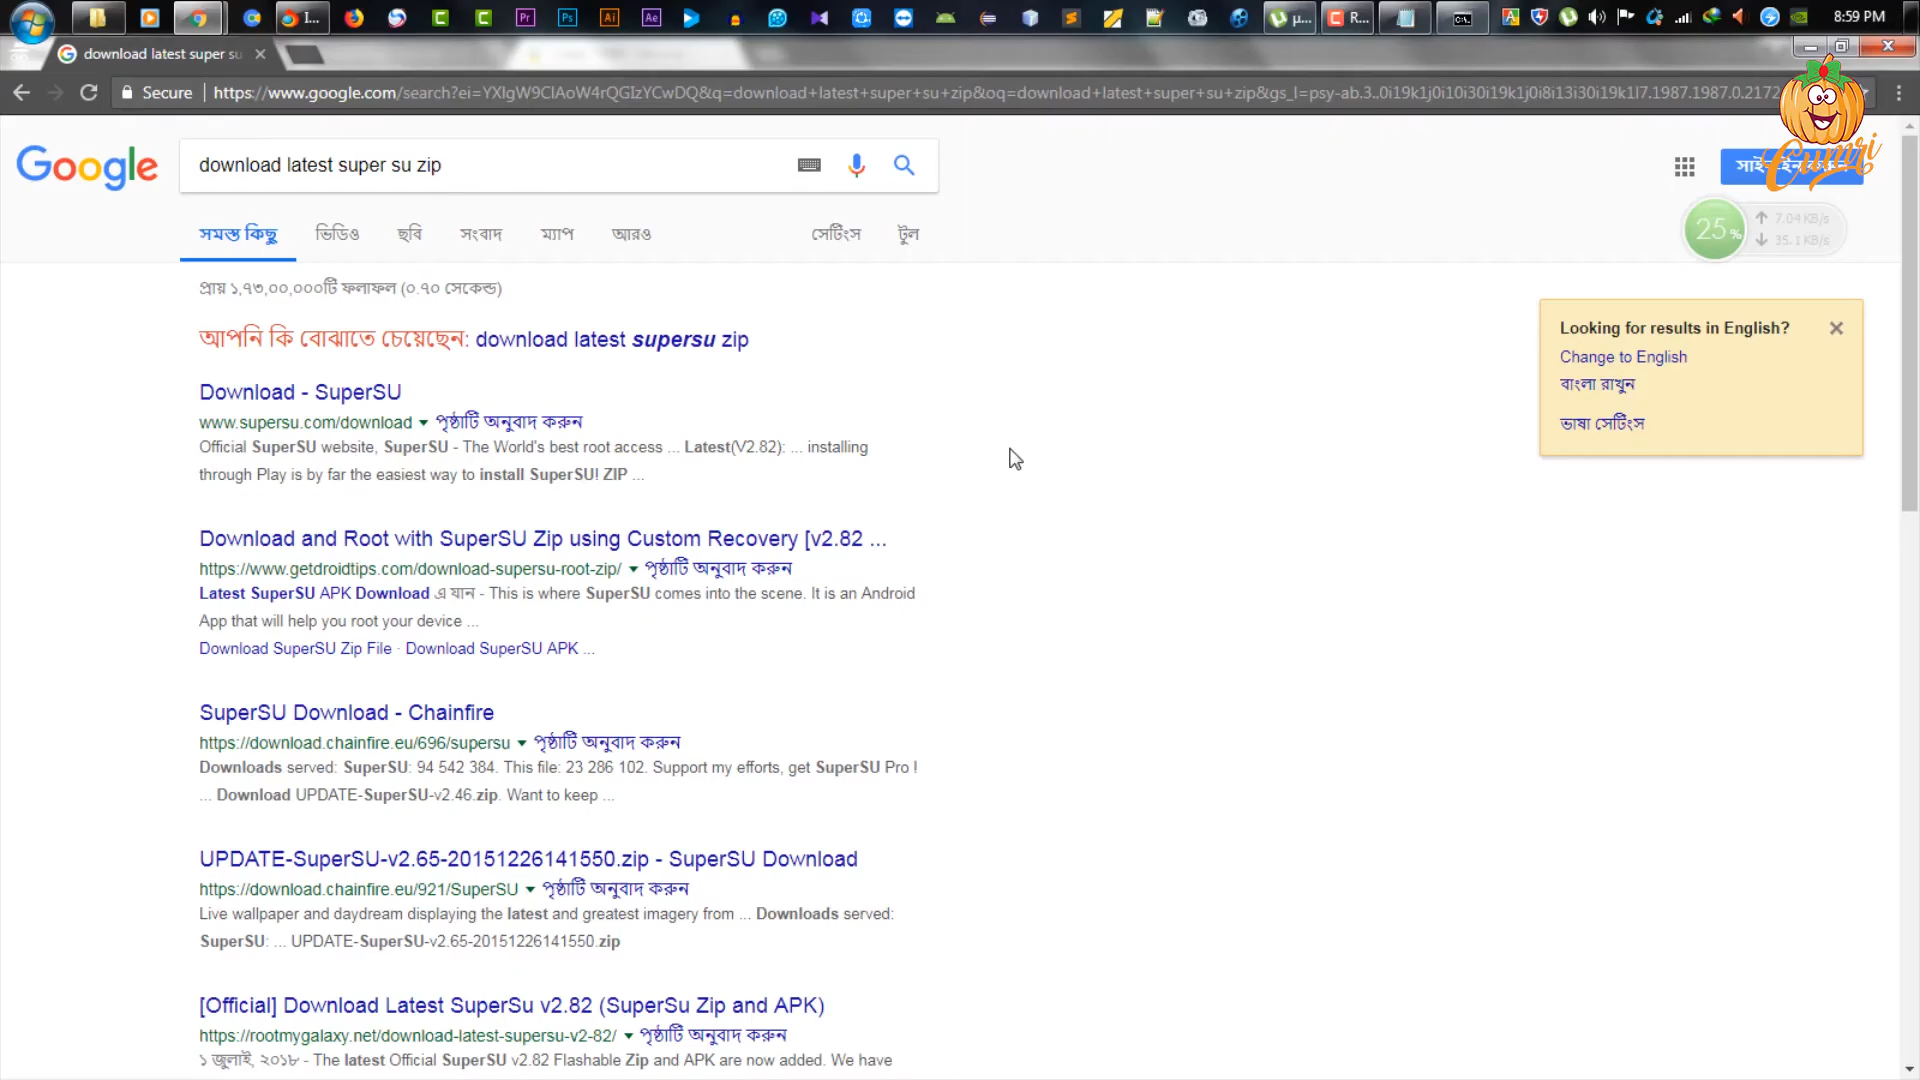 I...
Pr
Ps
Ai
Ae
µ...
R...
8:59 PM
download latest super su
Secure
https://www.google.com/search?ei=YXIgW9ClAoW4rQGIzYCwDQ&q=download+latest+super+su+zip&oq=download+latest+super+su+zip&gs_l=psy-ab.3..0i19k1j0i10i30i19k1j0i8i13i30i19k1l7.1987.1987.0.2172
Cumri
Google
download latest super su zip
সমস্ত কিছু
ভিডিও
ছবি
সংবাদ
ম্যাপ
আরও
সেটিংস
টুল
25%
7.04 KB/s
35.1 KB/s
প্রায় ১,৭৩,০০,০০০টি ফলাফল (০.৭০ সেকেন্ড)
আপনি কি বোঝাতে চেয়েছেন: download latest supersu zip
Looking for results in English?
Change to English
বাংলা রাখুন
ভাষা সেটিংস
Download - SuperSU
www.supersu.com/download ▾ পৃষ্ঠাটি অনুবাদ করুন
Official SuperSU website, SuperSU - The World's best root access ... Latest(V2.82): ... installing
through Play is by far the easiest way to install SuperSU! ZIP ...
Download and Root with SuperSU Zip using Custom Recovery [v2.82 ...
https://www.getdroidtips.com/download-supersu-root-zip/ ▾ পৃষ্ঠাটি অনুবাদ করুন
Latest SuperSU APK Download এ যান - This is where SuperSU comes into the scene. It is an Android
App that will help you root your device ...
Download SuperSU Zip File · Download SuperSU APK ...
SuperSU Download - Chainfire
https://download.chainfire.eu/696/supersu ▾ পৃষ্ঠাটি অনুবাদ করুন
Downloads served: SuperSU: 94 542 384. This file: 23 286 102. Support my efforts, get SuperSU Pro !
... Download UPDATE-SuperSU-v2.46.zip. Want to keep ...
UPDATE-SuperSU-v2.65-20151226141550.zip - SuperSU Download
https://download.chainfire.eu/921/SuperSU ▾ পৃষ্ঠাটি অনুবাদ করুন
Live wallpaper and daydream displaying the latest and greatest imagery from ... Downloads served:
SuperSU: ... UPDATE-SuperSU-v2.65-20151226141550.zip
[Official] Download Latest SuperSu v2.82 (SuperSu Zip and APK)
https://rootmygalaxy.net/download-latest-supersu-v2-82/ ▾ পৃষ্ঠাটি অনুবাদ করুন
১ জুলাই, ২০১৮ - The latest Official SuperSU v2.82 Flashable Zip and APK are now added. We have